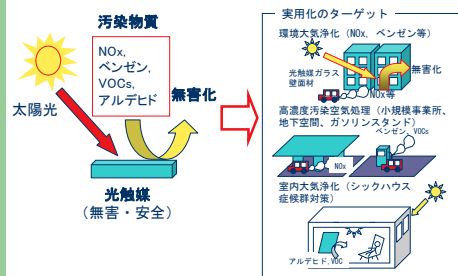 汚染物質
NOx,
ベンゼン,
VOCs,
アルデヒド
太陽光
無害化
光触媒
(無害・安全)
実用化のターゲット
環境大気浄化（NOx, ベンゼン等)
光触媒ガラス
壁面材
無害化
NOx等
高濃度汚染空気処理（小規模事業所、
地下空間、ガソリンスタンド）
ベンゼン, VOCs
NOx
室内大気浄化（シックハウス
症候群対策）
アルデヒド,VOC